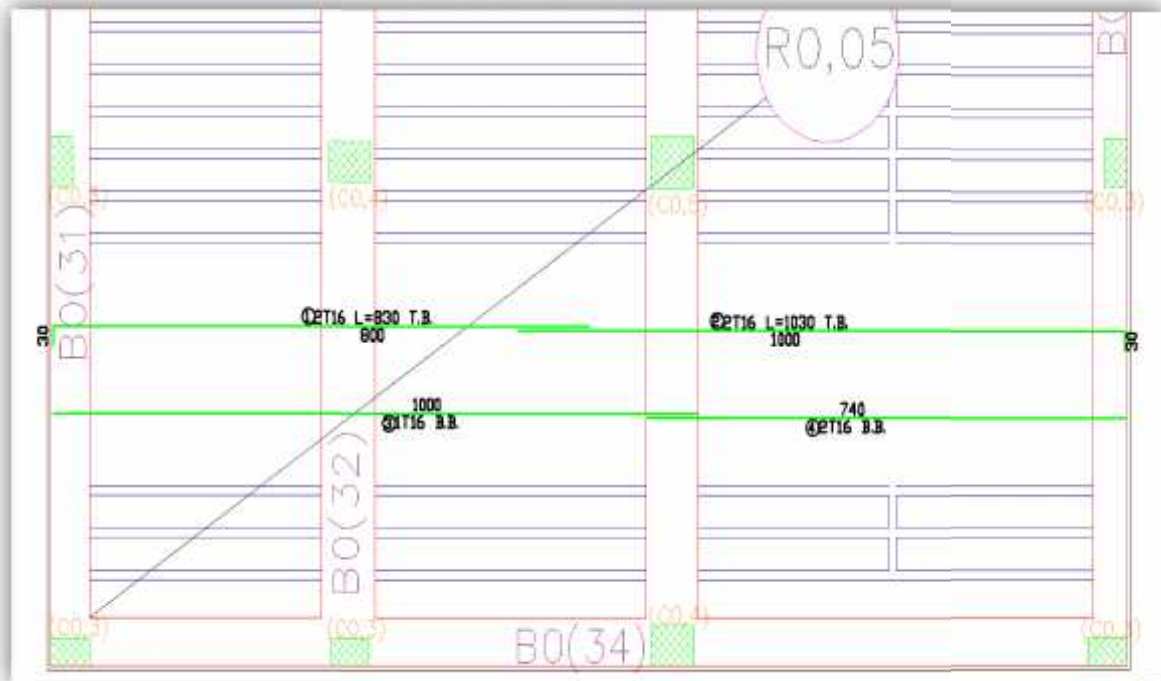 R0,05
B0
(C0,3)
(C0,4)
(C0,5)
(C0,3)
B0(31)
①2T16 L=830 T.B.
800
②2T16 L=1030 T.B.
1000
30
30
1000
③1T16 B.B.
740
④2T16 B.B.
B0(32)
(C0,3)
(C0,3)
(C0,4)
B0(34)